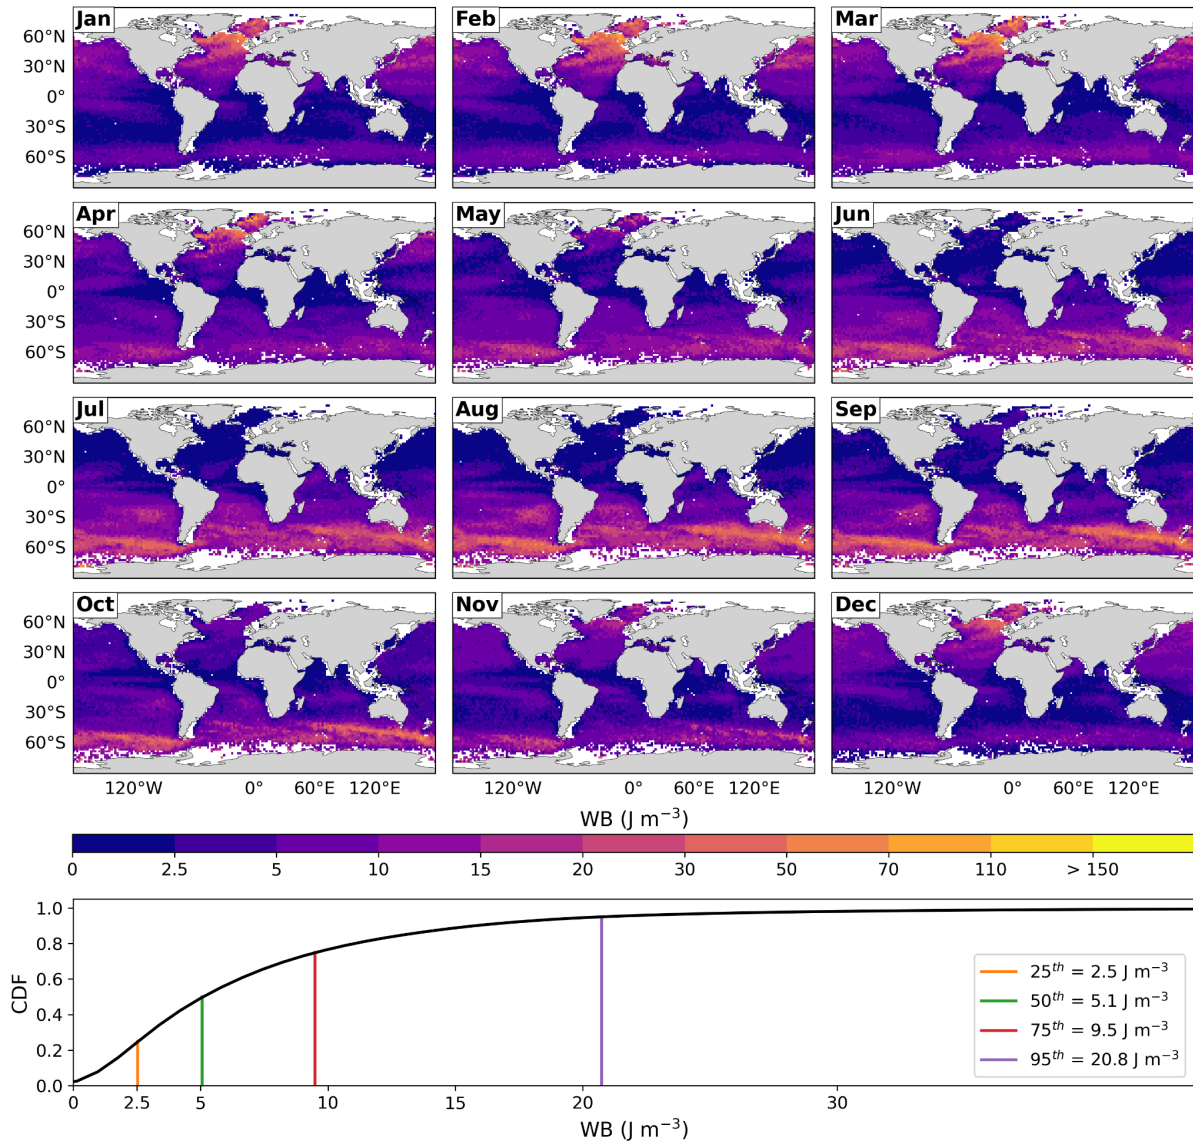 Jan Feb Mar
60°N
30°N
0°
30°S
60°S
Apr May Jun
60°N
30°N
0°
30°S
60°S
Jul Aug Sep
60°N
30°N
0°
30°S
60°S
Oct Nov Dec
60°N
30°N
0°
30°S
60°S
120°W 0° 60°E 120°E 120°W 0° 60°E 120°E 120°W 0° 60°E 120°E
WB (J m⁻³)
0 2.5 5 10 15 20 30 50 70 110 > 150
1.0
0.8
0.6
0.4
0.2
0.0
CDF
25ᵗʰ = 2.5 J m⁻³
50ᵗʰ = 5.1 J m⁻³
75ᵗʰ = 9.5 J m⁻³
95ᵗʰ = 20.8 J m⁻³
0 2.5 5 10 15 20 30
WB (J m⁻³)